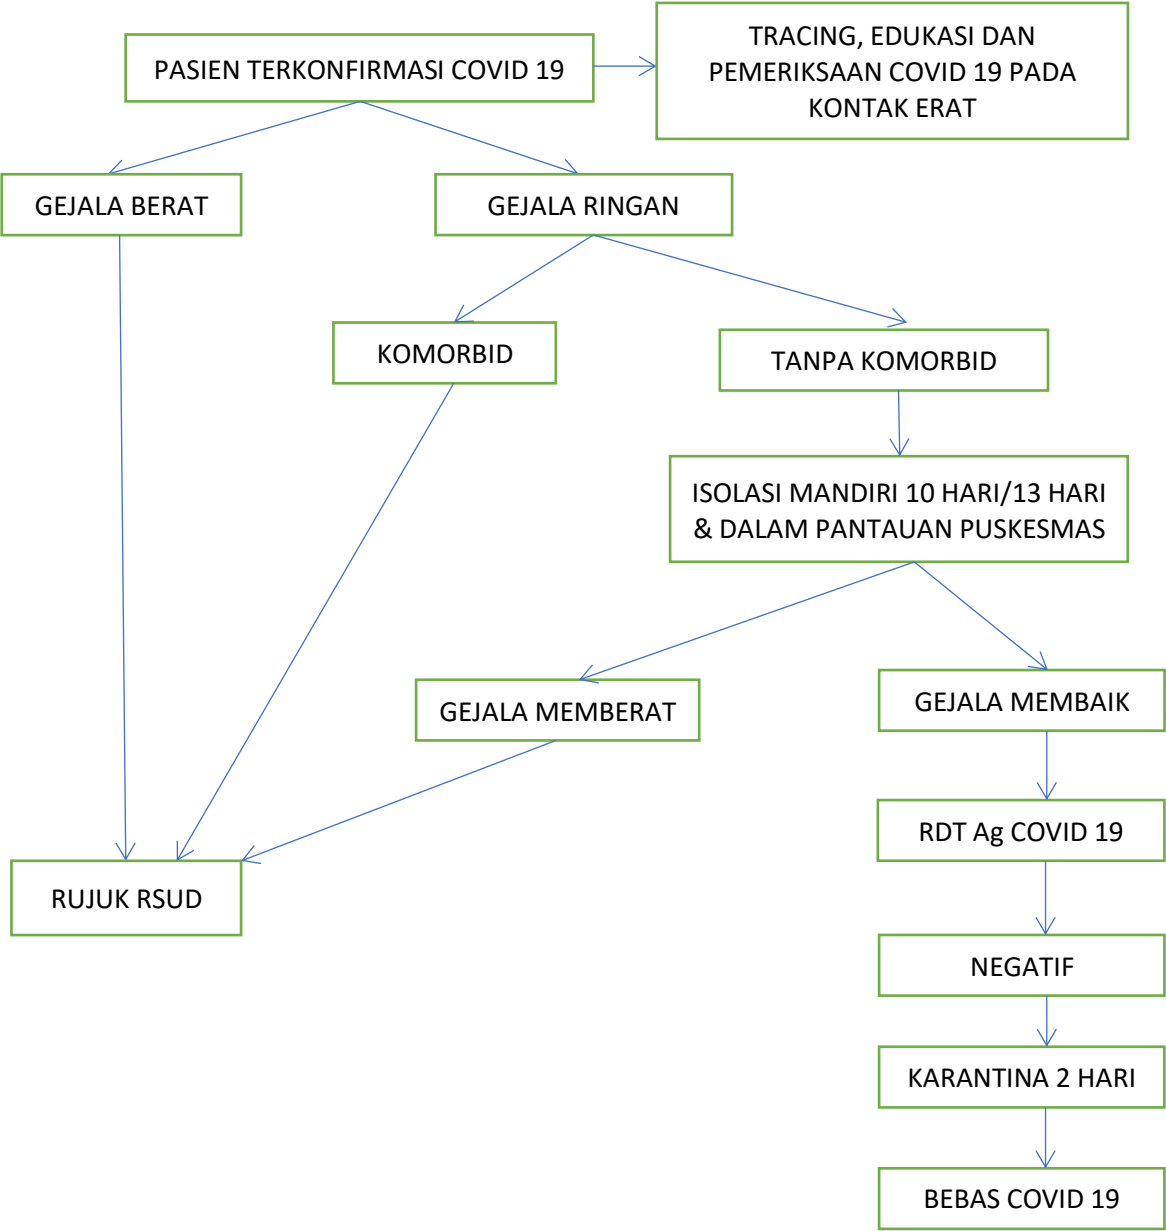 PASIEN TERKONFIRMASI COVID 19
TRACING, EDUKASI DAN
PEMERIKSAAN COVID 19 PADA
KONTAK ERAT
GEJALA BERAT
GEJALA RINGAN
KOMORBID
TANPA KOMORBID
ISOLASI MANDIRI 10 HARI/13 HARI
& DALAM PANTAUAN PUSKESMAS
GEJALA MEMBERAT
GEJALA MEMBAIK
RDT Ag COVID 19
RUJUK RSUD
NEGATIF
KARANTINA 2 HARI
BEBAS COVID 19